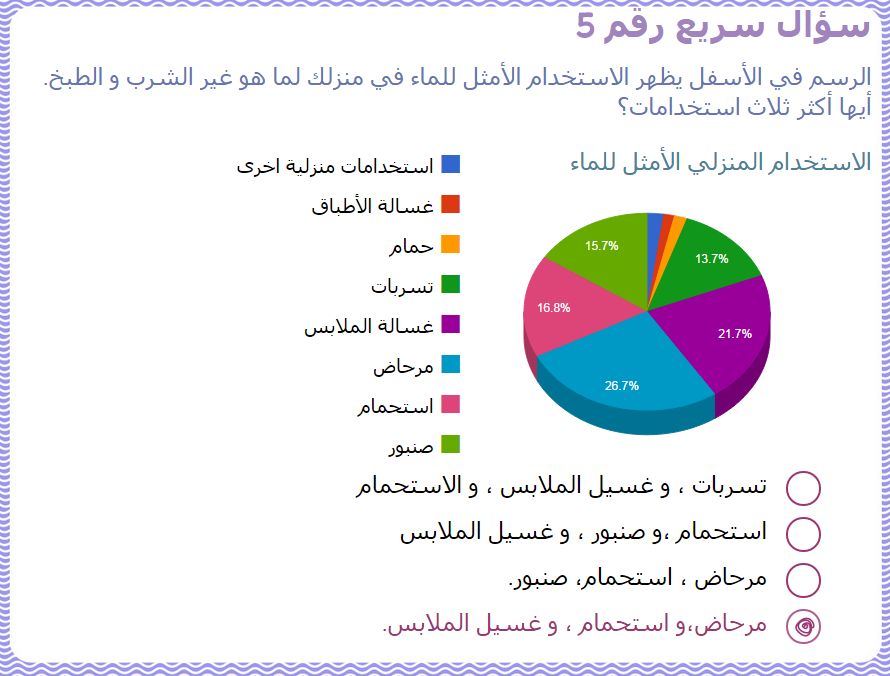 سؤال سريع رقم 5
الرسم في الأسفل يظهر الاستخدام الأمثل للماء في منزلك لما هو غير الشرب و الطبخ.
أيها أكثر ثلاث استخدامات؟
الاستخدام المنزلي الأمثل للماء
استخدامات منزلية اخرى
غسالة الأطباق
حمام
تسربات
غسالة الملابس
مرحاض
استحمام
صنبور
15.7%
13.7%
16.8%
21.7%
26.7%
تسربات ، و غسيل الملابس ، و الاستحمام
استحمام ،و صنبور ، و غسيل الملابس
مرحاض ، استحمام، صنبور.
مرحاض،و استحمام ، و غسيل الملابس.